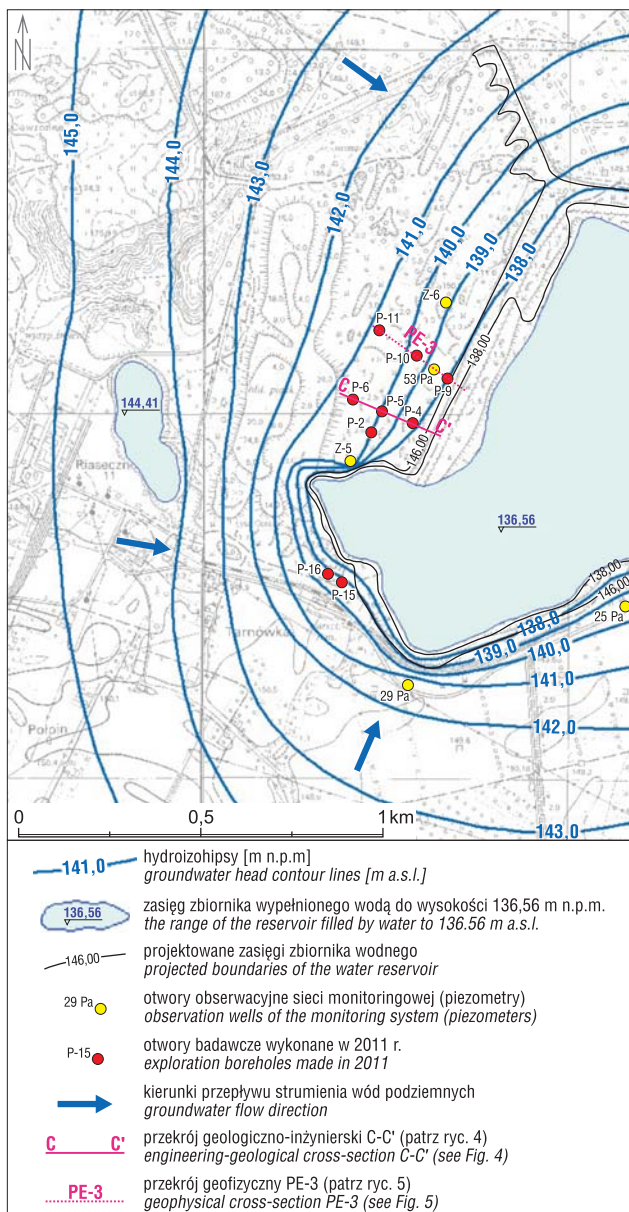 N
145,0
144,0
143,0
142,0
141,0
140,0
139,0
138,0
Z-6
P-11
PE-3
P-10
53 Pa
P-9
138,00
C
P-6
P-5
P-4
P-2
C'
146,00
Z-5
144,41
Riaseczne
136,56
P-16
P-15
Tarnówka
138,00
146,00
25 Pa
138,0
139,0
140,0
29 Pa
141,0
Połpin
142,0
143,0
0 0,5 1 km
141,0 hydroizohipsy [m n.p.m]
groundwater head contour lines [m a.s.l.]
136,56 zasięg zbiornika wypełnionego wodą do wysokości 136,56 m n.p.m.
the range of the reservoir filled by water to 136.56 m a.s.l.
146,00 projektowane zasięgi zbiornika wodnego
projected boundaries of the water reservoir
29 Pa otwory obserwacyjne sieci monitoringowej (piezometry)
observation wells of the monitoring system (piezometers)
P-15 otwory badawcze wykonane w 2011 r.
exploration boreholes made in 2011
kierunki przepływu strumienia wód podziemnych
groundwater flow direction
C C' przekrój geologiczno-inżynierski C-C' (patrz ryc. 4)
engineering-geological cross-section C-C' (see Fig. 4)
PE-3 przekrój geofizyczny PE-3 (patrz ryc. 5)
geophysical cross-section PE-3 (see Fig. 5)